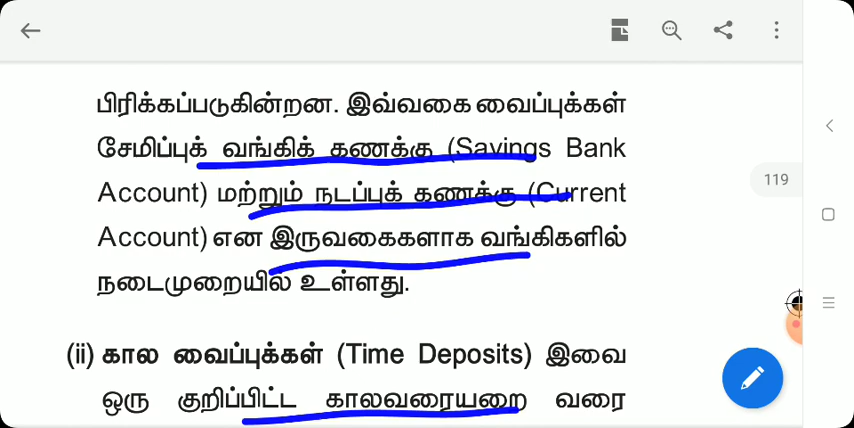 பிரிக்கப்படுகின்றன. இவ்வகை வைப்புக்கள்
சேமிப்புக் வங்கிக் கணக்கு (Savings Bank
Account) மற்றும் நடப்புக் கணக்கு (Current
Account) என இருவகைகளாக வங்கிகளில்
119
நடைமுறையில் உள்ளது.
(ii) கால வைப்புக்கள் (Time Deposits) இவை
ஒரு குறிப்பிட்ட காலவரையறை வரை